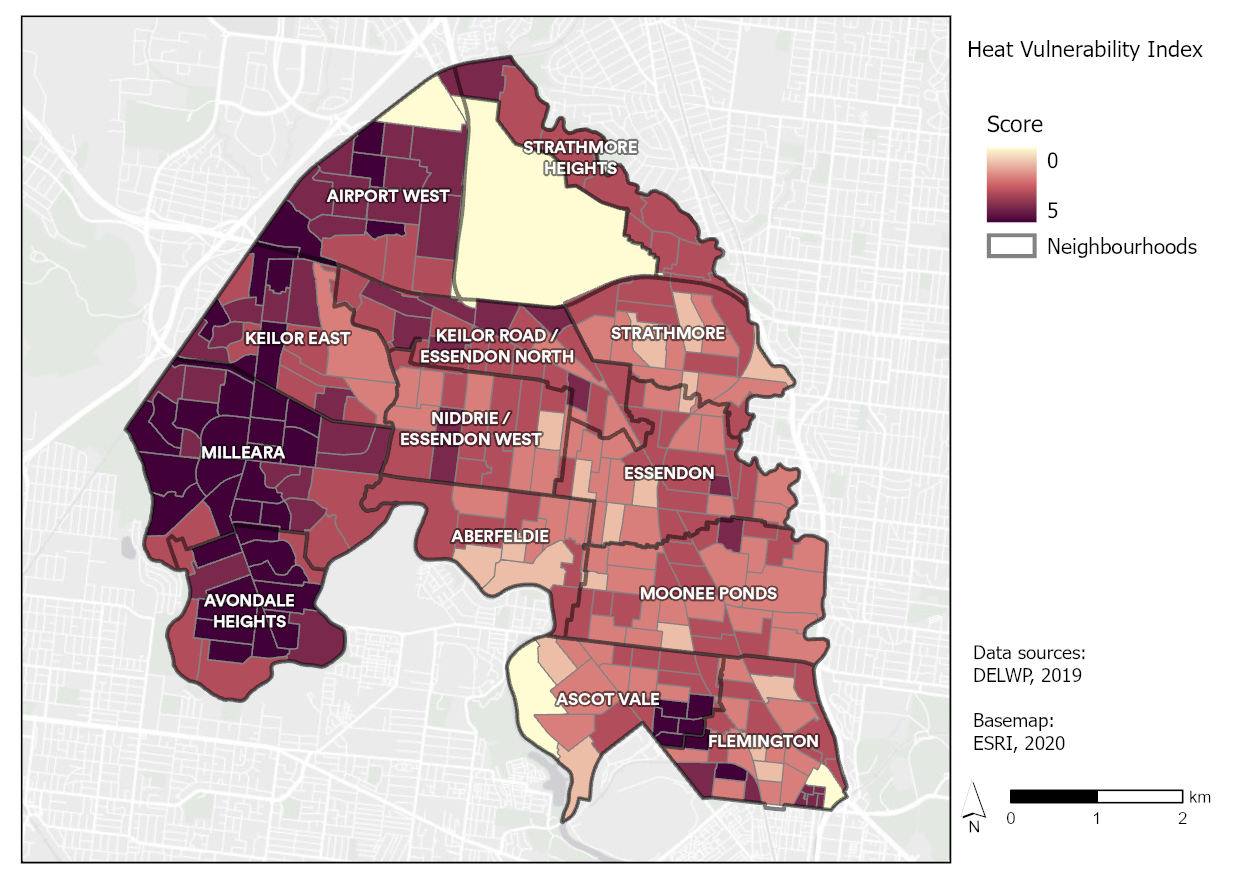 Heat Vulnerability Index
Score
0
5
Neighbourhoods
STRATHMORE
HEIGHTS
AIRPORT WEST
KEILOR EAST
KEILOR ROAD /
ESSENDON NORTH
STRATHMORE
NIDDRIE /
ESSENDON WEST
MILLEARA
ESSENDON
ABERFELDIE
AVONDALE
HEIGHTS
MOONEE PONDS
ASCOT VALE
FLEMINGTON
Data sources:
DELWP, 2019
Basemap:
ESRI, 2020
N
km
0 1 2